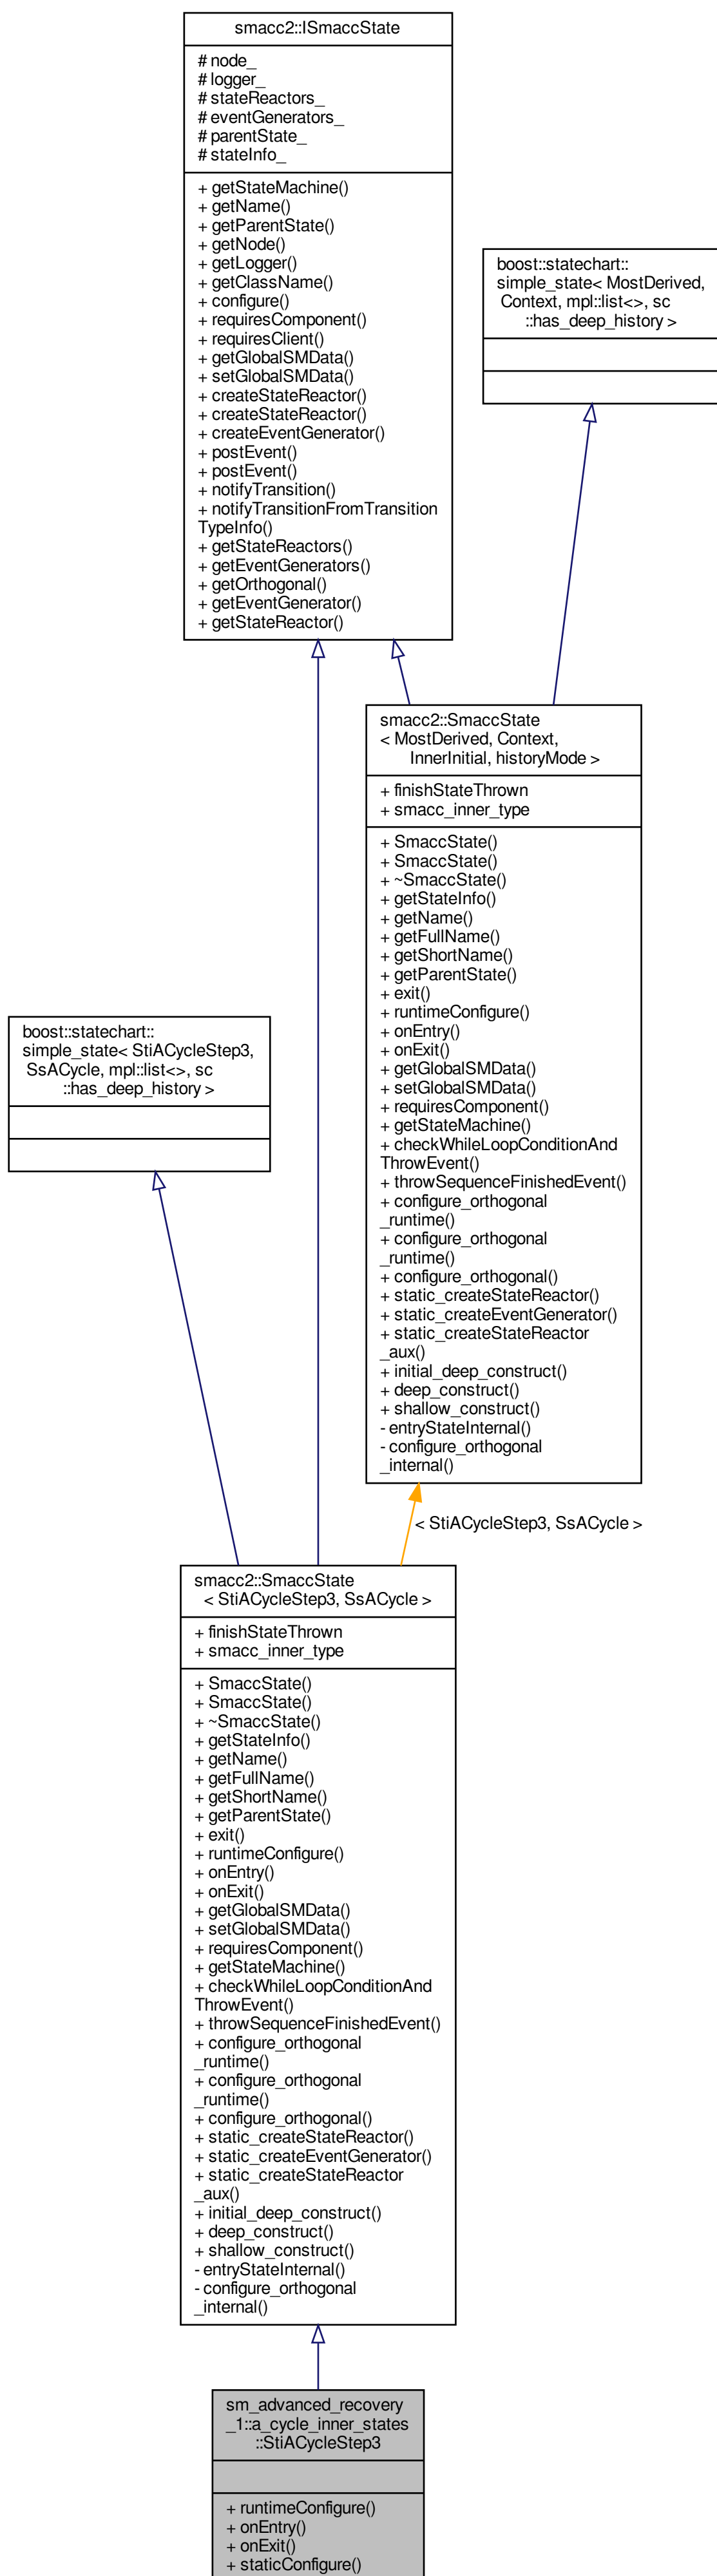 smacc2::ISmaccState
# node_
# logger_
# stateReactors_
# eventGenerators_
# parentState_
# stateInfo_
+ getStateMachine()
+ getName()
+ getParentState()
+ getNode()
+ getLogger()
+ getClassName()
+ configure()
+ requiresComponent()
+ requiresClient()
+ getGlobalSMData()
+ setGlobalSMData()
+ createStateReactor()
+ createStateReactor()
+ createEventGenerator()
+ postEvent()
+ postEvent()
+ notifyTransition()
+ notifyTransitionFromTransition
TypeInfo()
+ getStateReactors()
+ getEventGenerators()
+ getOrthogonal()
+ getEventGenerator()
+ getStateReactor()
boost::statechart::
simple_state< MostDerived,
Context, mpl::list<>, sc
::has_deep_history >
smacc2::SmaccState
< MostDerived, Context,
InnerInitial, historyMode >
+ finishStateThrown
+ smacc_inner_type
+ SmaccState()
+ SmaccState()
+ ~SmaccState()
+ getStateInfo()
+ getName()
+ getFullName()
+ getShortName()
+ getParentState()
+ exit()
+ runtimeConfigure()
+ onEntry()
+ onExit()
+ getGlobalSMData()
+ setGlobalSMData()
+ requiresComponent()
+ getStateMachine()
+ checkWhileLoopConditionAnd
ThrowEvent()
+ throwSequenceFinishedEvent()
+ configure_orthogonal
_runtime()
+ configure_orthogonal
_runtime()
+ configure_orthogonal()
+ static_createStateReactor()
+ static_createEventGenerator()
+ static_createStateReactor
_aux()
+ initial_deep_construct()
+ deep_construct()
+ shallow_construct()
- entryStateInternal()
- configure_orthogonal
_internal()
boost::statechart::
simple_state< StiACycleStep3,
SsACycle, mpl::list<>, sc
::has_deep_history >
< StiACycleStep3, SsACycle >
smacc2::SmaccState
< StiACycleStep3, SsACycle >
+ finishStateThrown
+ smacc_inner_type
+ SmaccState()
+ SmaccState()
+ ~SmaccState()
+ getStateInfo()
+ getName()
+ getFullName()
+ getShortName()
+ getParentState()
+ exit()
+ runtimeConfigure()
+ onEntry()
+ onExit()
+ getGlobalSMData()
+ setGlobalSMData()
+ requiresComponent()
+ getStateMachine()
+ checkWhileLoopConditionAnd
ThrowEvent()
+ throwSequenceFinishedEvent()
+ configure_orthogonal
_runtime()
+ configure_orthogonal
_runtime()
+ configure_orthogonal()
+ static_createStateReactor()
+ static_createEventGenerator()
+ static_createStateReactor
_aux()
+ initial_deep_construct()
+ deep_construct()
+ shallow_construct()
- entryStateInternal()
- configure_orthogonal
_internal()
sm_advanced_recovery
_1::a_cycle_inner_states
::StiACycleStep3
+ runtimeConfigure()
+ onEntry()
+ onExit()
+ staticConfigure()